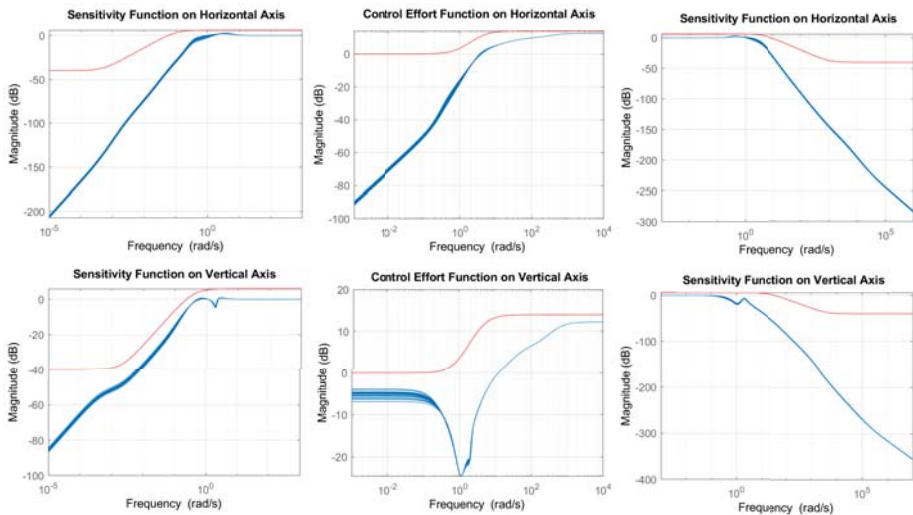 Sensitivity Function on Horizontal Axis
Magnitude (dB)
0
-50
-100
-150
-200
10^-5
10^0
Frequency (rad/s)
Control Effort Function on Horizontal Axis
Magnitude (dB)
0
-20
-40
-60
-80
-100
10^-2
10^0
10^2
10^4
Frequency (rad/s)
Sensitivity Function on Horizontal Axis
Magnitude (dB)
0
-50
-100
-150
-200
-250
-300
10^0
10^5
Frequency (rad/s)
Sensitivity Function on Vertical Axis
Magnitude (dB)
0
-20
-40
-60
-80
-100
10^-5
10^0
Frequency (rad/s)
Control Effort Function on Vertical Axis
Magnitude (dB)
20
10
0
-10
-20
10^-2
10^0
10^2
10^4
Frequency (rad/s)
Sensitivity Function on Vertical Axis
Magnitude (dB)
0
-100
-200
-300
-400
10^0
10^5
Frequency (rad/s)